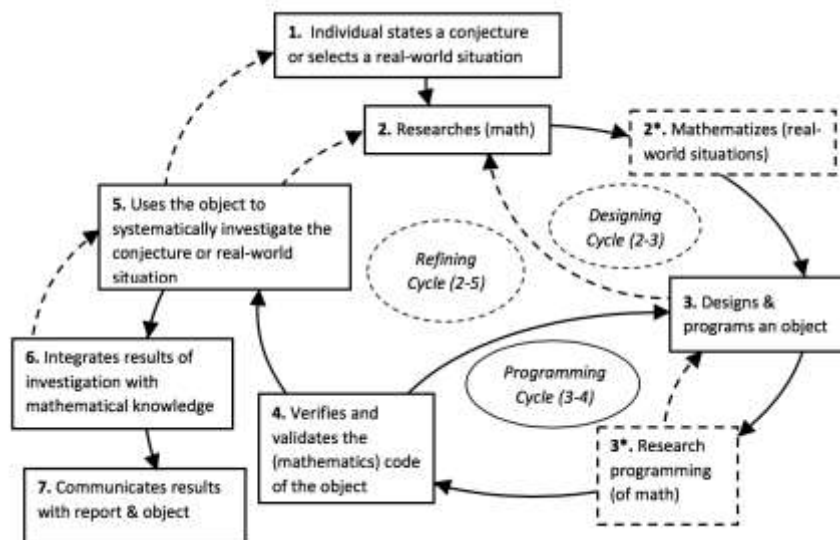 1. Individual states a conjecture
or selects a real-world situation
2. Researches (math)
2*. Mathematizes (real-
world situations)
5. Uses the object to
systematically investigate the
conjecture or real-world
situation
Designing
Cycle (2-3)
Refining
Cycle (2-5)
3. Designs &
programs an object
6. Integrates results of
investigation with
mathematical knowledge
Programming
Cycle (3-4)
4. Verifies and
validates the
(mathematics) code
of the object
3*. Research
programming
(of math)
7. Communicates results
with report & object